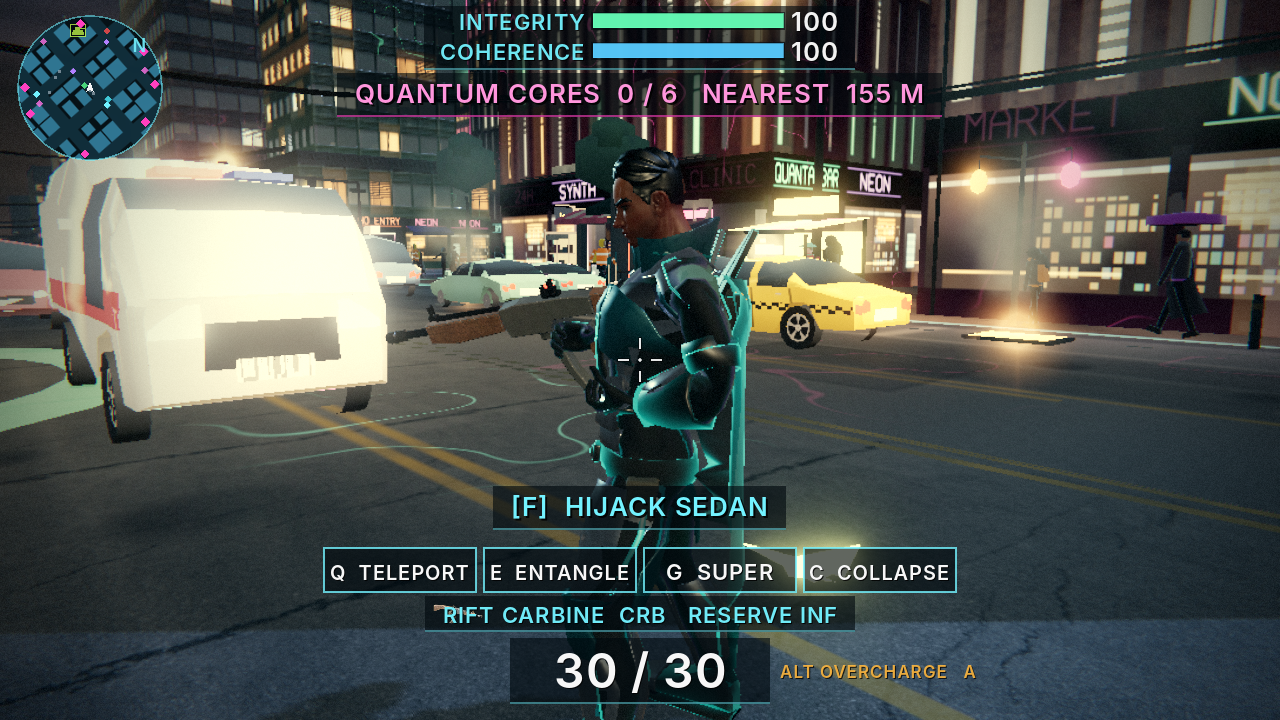 INTEGRITY 100
COHERENCE 100
N
QUANTUM CORES 0 / 6 NEAREST 155 M
MARKET
SYNTH
CLINIC
QUANTA BAR
NEON
NEON
[F] HIJACK SEDAN
Q TELEPORT
E ENTANGLE
G SUPER
C COLLAPSE
RIFT CARBINE CRB RESERVE INF
30 / 30
ALT OVERCHARGE A